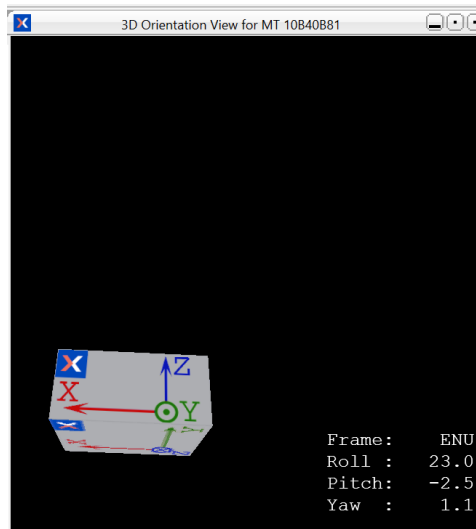 3D Orientation View for MT 10B40B81
Z
X
Y
X
Y
Z
Frame: ENU
Roll : 23.0
Pitch: -2.5
Yaw : 1.1